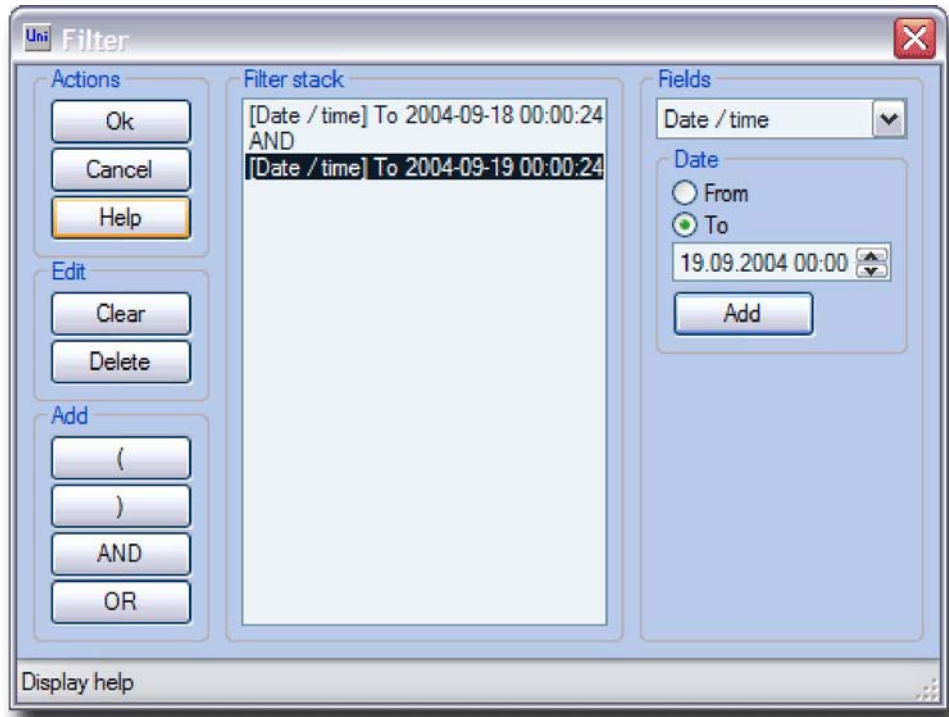 Uni Filter
Actions
Ok
Cancel
Help
Edit
Clear
Delete
Add
(
)
AND
OR
Filter stack
[Date / time] To 2004-09-18 00:00:24
AND
[Date / time] To 2004-09-19 00:00:24
Fields
Date / time
Date
From
To
19.09.2004 00:00
Add
Display help